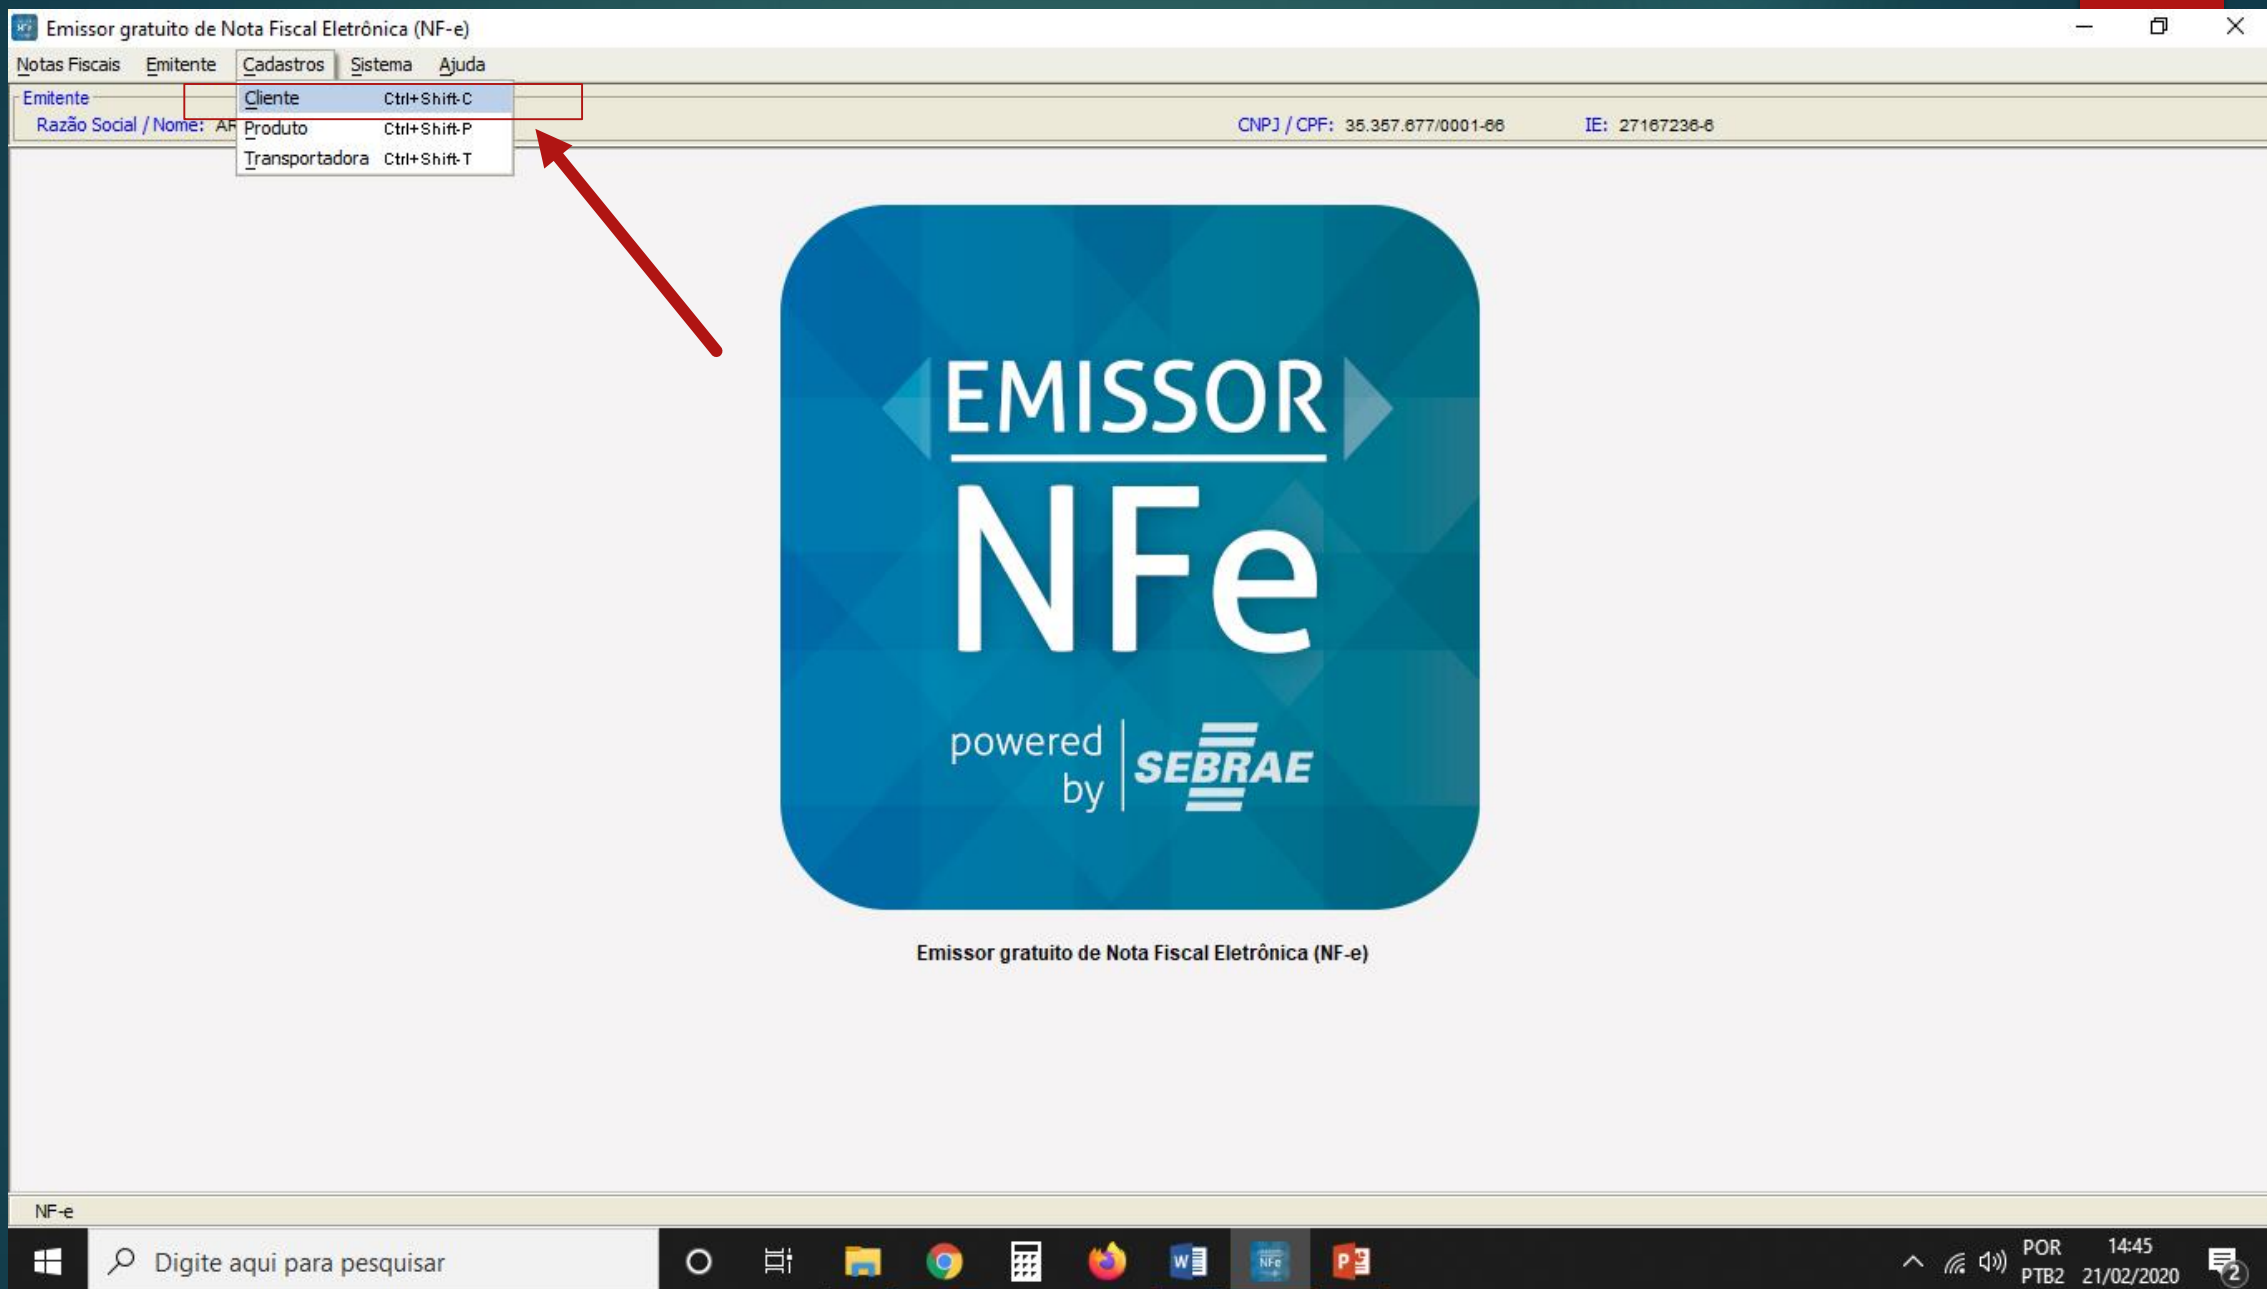 Emissor gratuito de Nota Fiscal Eletrônica (NF-e)
Notas Fiscais Emitente Cadastros Sistema Ajuda
Emitente
Cliente Ctrl+Shift-C
Razão Social / Nome: AR
CNPJ / CPF: 35.357.677/0001-66 IE: 27167236-6
Produto Ctrl+Shift-P
Transportadora Ctrl+Shift-T
EMISSOR
NFe
powered by SEBRAE
Emissor gratuito de Nota Fiscal Eletrônica (NF-e)
NF-e
Digite aqui para pesquisar
POR 14:45
PTB2 21/02/2020
2